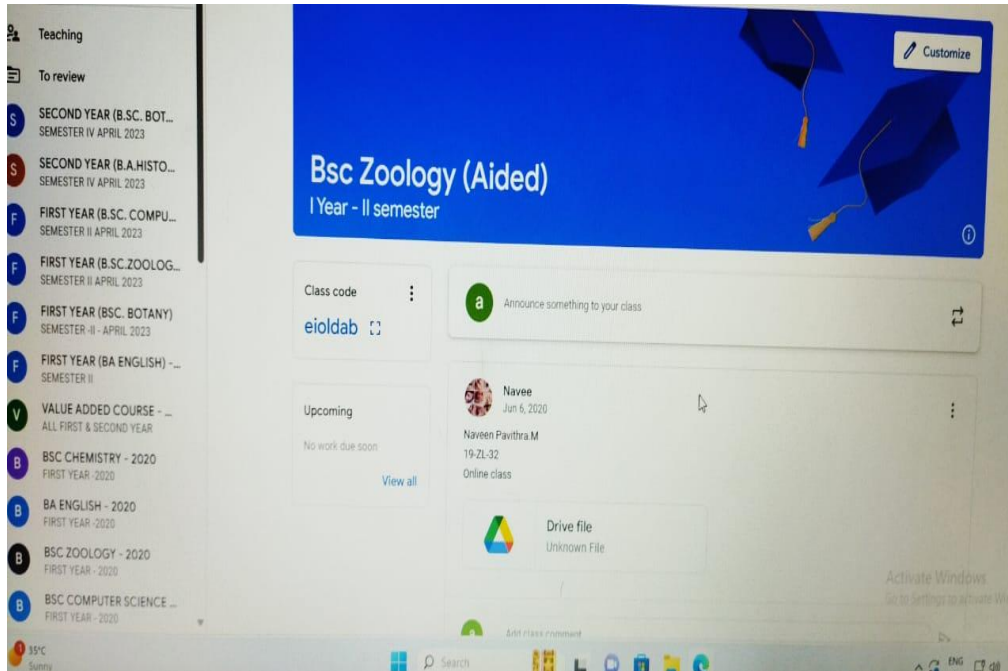 Teaching
To review
SECOND YEAR (B.SC. BOT...
SEMESTER IV APRIL 2023
SECOND YEAR (B.A.HISTO...
SEMESTER IV APRIL 2023
FIRST YEAR (B.SC. COMPU...
SEMESTER II APRIL 2023
FIRST YEAR (B.SC.ZOOLOG...
SEMESTER II APRIL 2023
FIRST YEAR (BSC. BOTANY)
SEMESTER -II - APRIL 2023
FIRST YEAR (BA ENGLISH) -...
SEMESTER II
VALUE ADDED COURSE - ...
ALL FIRST & SECOND YEAR
BSC CHEMISTRY - 2020
FIRST YEAR -2020
BA ENGLISH - 2020
FIRST YEAR -2020
BSC ZOOLOGY - 2020
FIRST YEAR - 2020
BSC COMPUTER SCIENCE ...
FIRST YEAR - 2020
S
S
F
F
F
F
V
B
B
B
B
Customize
Bsc Zoology (Aided)
I Year - II semester
Class code
eioldab
Upcoming
No work due soon
View all
a
Announce something to your class
Navee
Jun 6, 2020
Naveen Pavithra.M
19-ZL-32
Online class
Drive file
Unknown File
a
Add class comment
Activate Windows
Go to Settings to activate
1
35°C
Sunny
Search
ENG